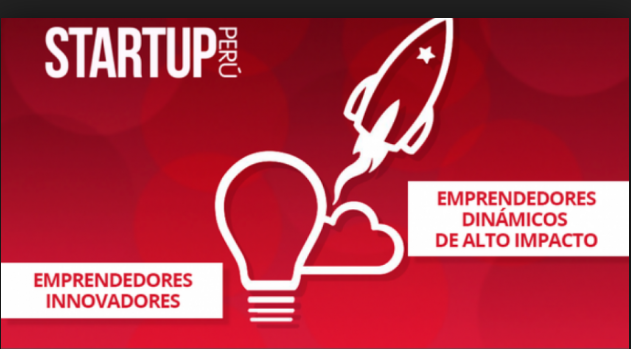 STARTUP PERÚ
EMPRENDEDORES
DINÁMICOS
DE ALTO IMPACTO
EMPRENDEDORES
INNOVADORES